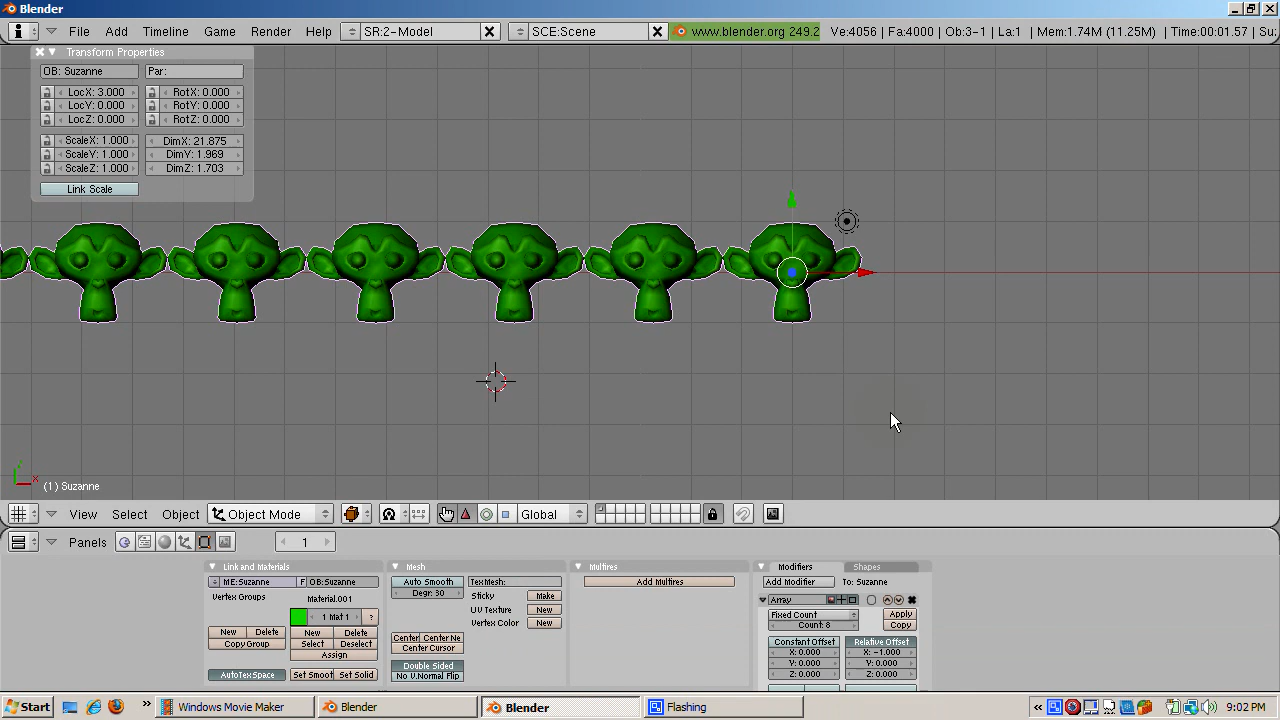 Blender
File Add Timeline Game Render Help SR:2-Model SCE:Scene www.blender.org 249.2 Ve:4056 | Fa:4000 | Ob:3-1 | La:1 | Mem:1.74M (11.25M) | Time:00:01.57 | Su:
Transform Properties
OB: Suzanne Par:
LocX: 3.000 RotX: 0.000
LocY: 0.000 RotY: 0.000
LocZ: 0.000 RotZ: 0.000
ScaleX: 1.000 DimX: 21.875
ScaleY: 1.000 DimY: 1.969
ScaleZ: 1.000 DimZ: 1.703
Link Scale
x
(1) Suzanne
View Select Object Object Mode Global
Panels 1
Link and Materials Mesh Multires Modifiers Shapes
ME:Suzanne F OB:Suzanne Auto Smooth TexMesh: Add Multires Add Modifier To: Suzanne
Vertex Groups Material.001 Degr: 30 Sticky Make Array
1 Mat 1 ? UV Texture New Fixed Count Apply
Vertex Color New Count: 8 Copy
New Delete New Delete Center Center Ne Constant Offset Relative Offset
Copy Group Select Deselect Center Cursor X: 0.000 X: -1.000
Assign Y: 0.000 Y: 0.000
Double Sided Z: 0.000 Z: 0.000
AutoTexSpace Set Smoot Set Solid No V.Normal Flip
Start Windows Movie Maker Blender Blender Flashing 9:02 PM